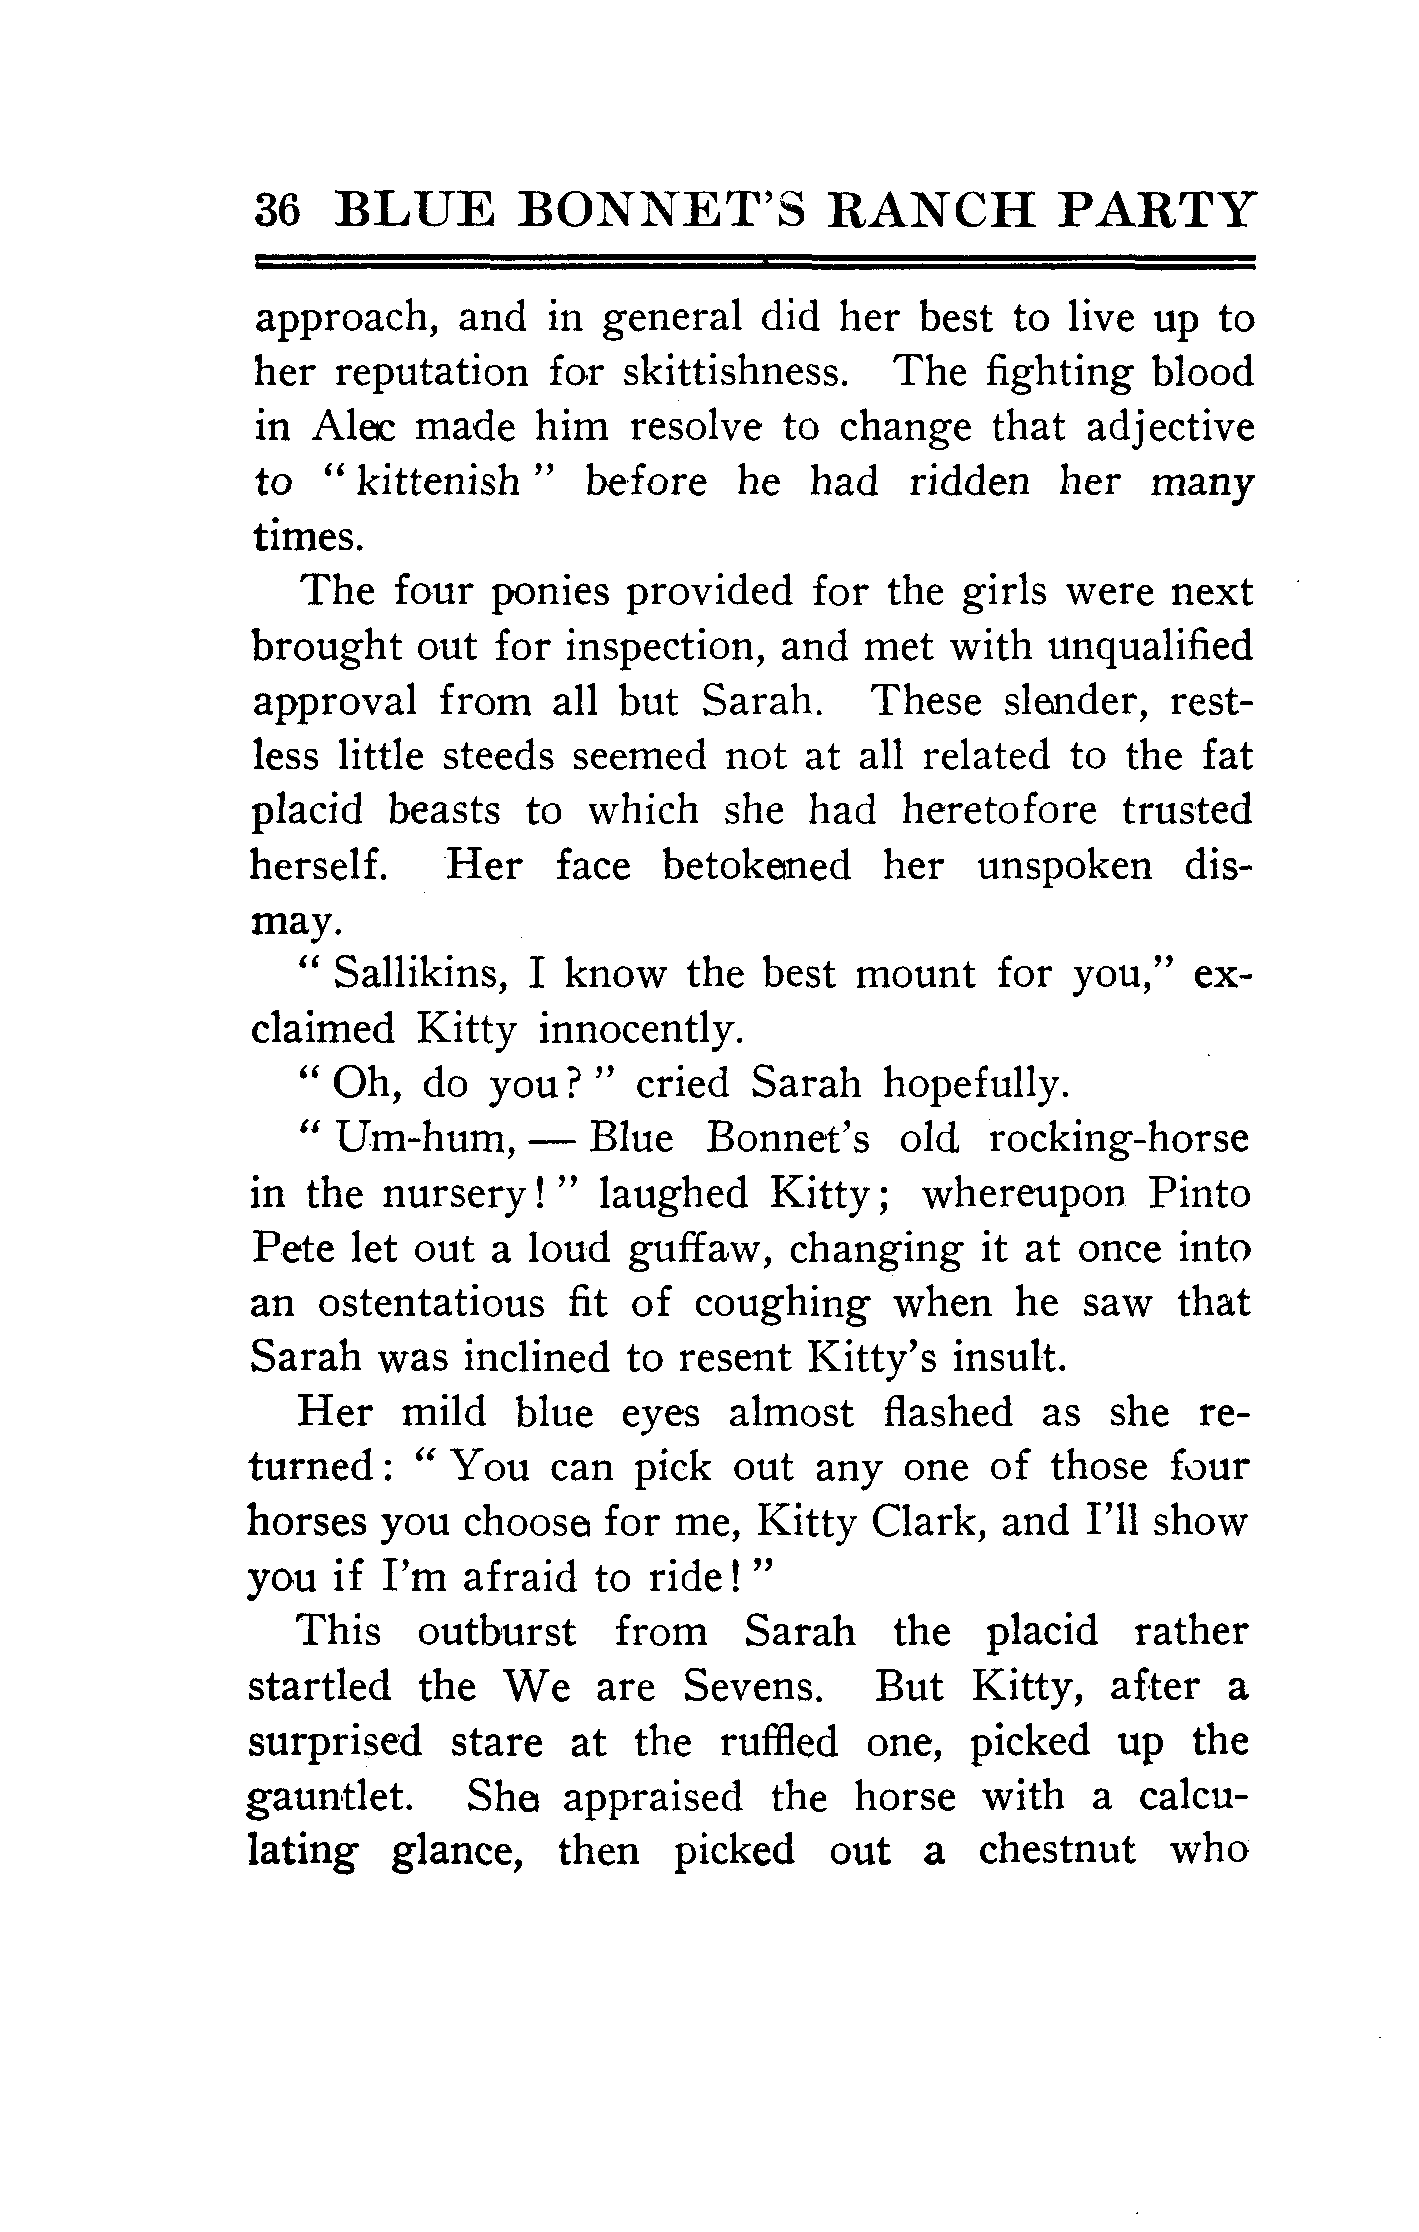 36 BLUE BONNET'S RANCH PARTY
approach, and in general did her best to live up to
her reputation for skittishness. The fighting blood
in Alec made him resolve to change that adjective
to " kittenish " before he had ridden her many
times.
The four ponies provided for the girls were next
brought out for inspection, and met with unqualified
approval from all but Sarah. These slender, rest-
less little steeds seemed not at all related to the fat
placid beasts to which she had heretofore trusted
herself. Her face betokened her unspoken dis-
may.
" Sallikins, I know the best mount for you," ex-
claimed Kitty innocently.
" Oh, do you? " cried Sarah hopefully.
" Um-hum, — Blue Bonnet's old rocking-horse
in the nursery! " laughed Kitty; whereupon Pinto
Pete let out a loud guffaw, changing it at once into
an ostentatious fit of coughing when he saw that
Sarah was inclined to resent Kitty's insult.
Her mild blue eyes almost flashed as she re-
turned: " You can pick out any one of those four
horses you choose for me, Kitty Clark, and I'll show
you if I'm afraid to ride! "
This outburst from Sarah the placid rather
startled the We are Sevens. But Kitty, after a
surprised stare at the ruffled one, picked up the
gauntlet. She appraised the horse with a calcu-
lating glance, then picked out a chestnut who